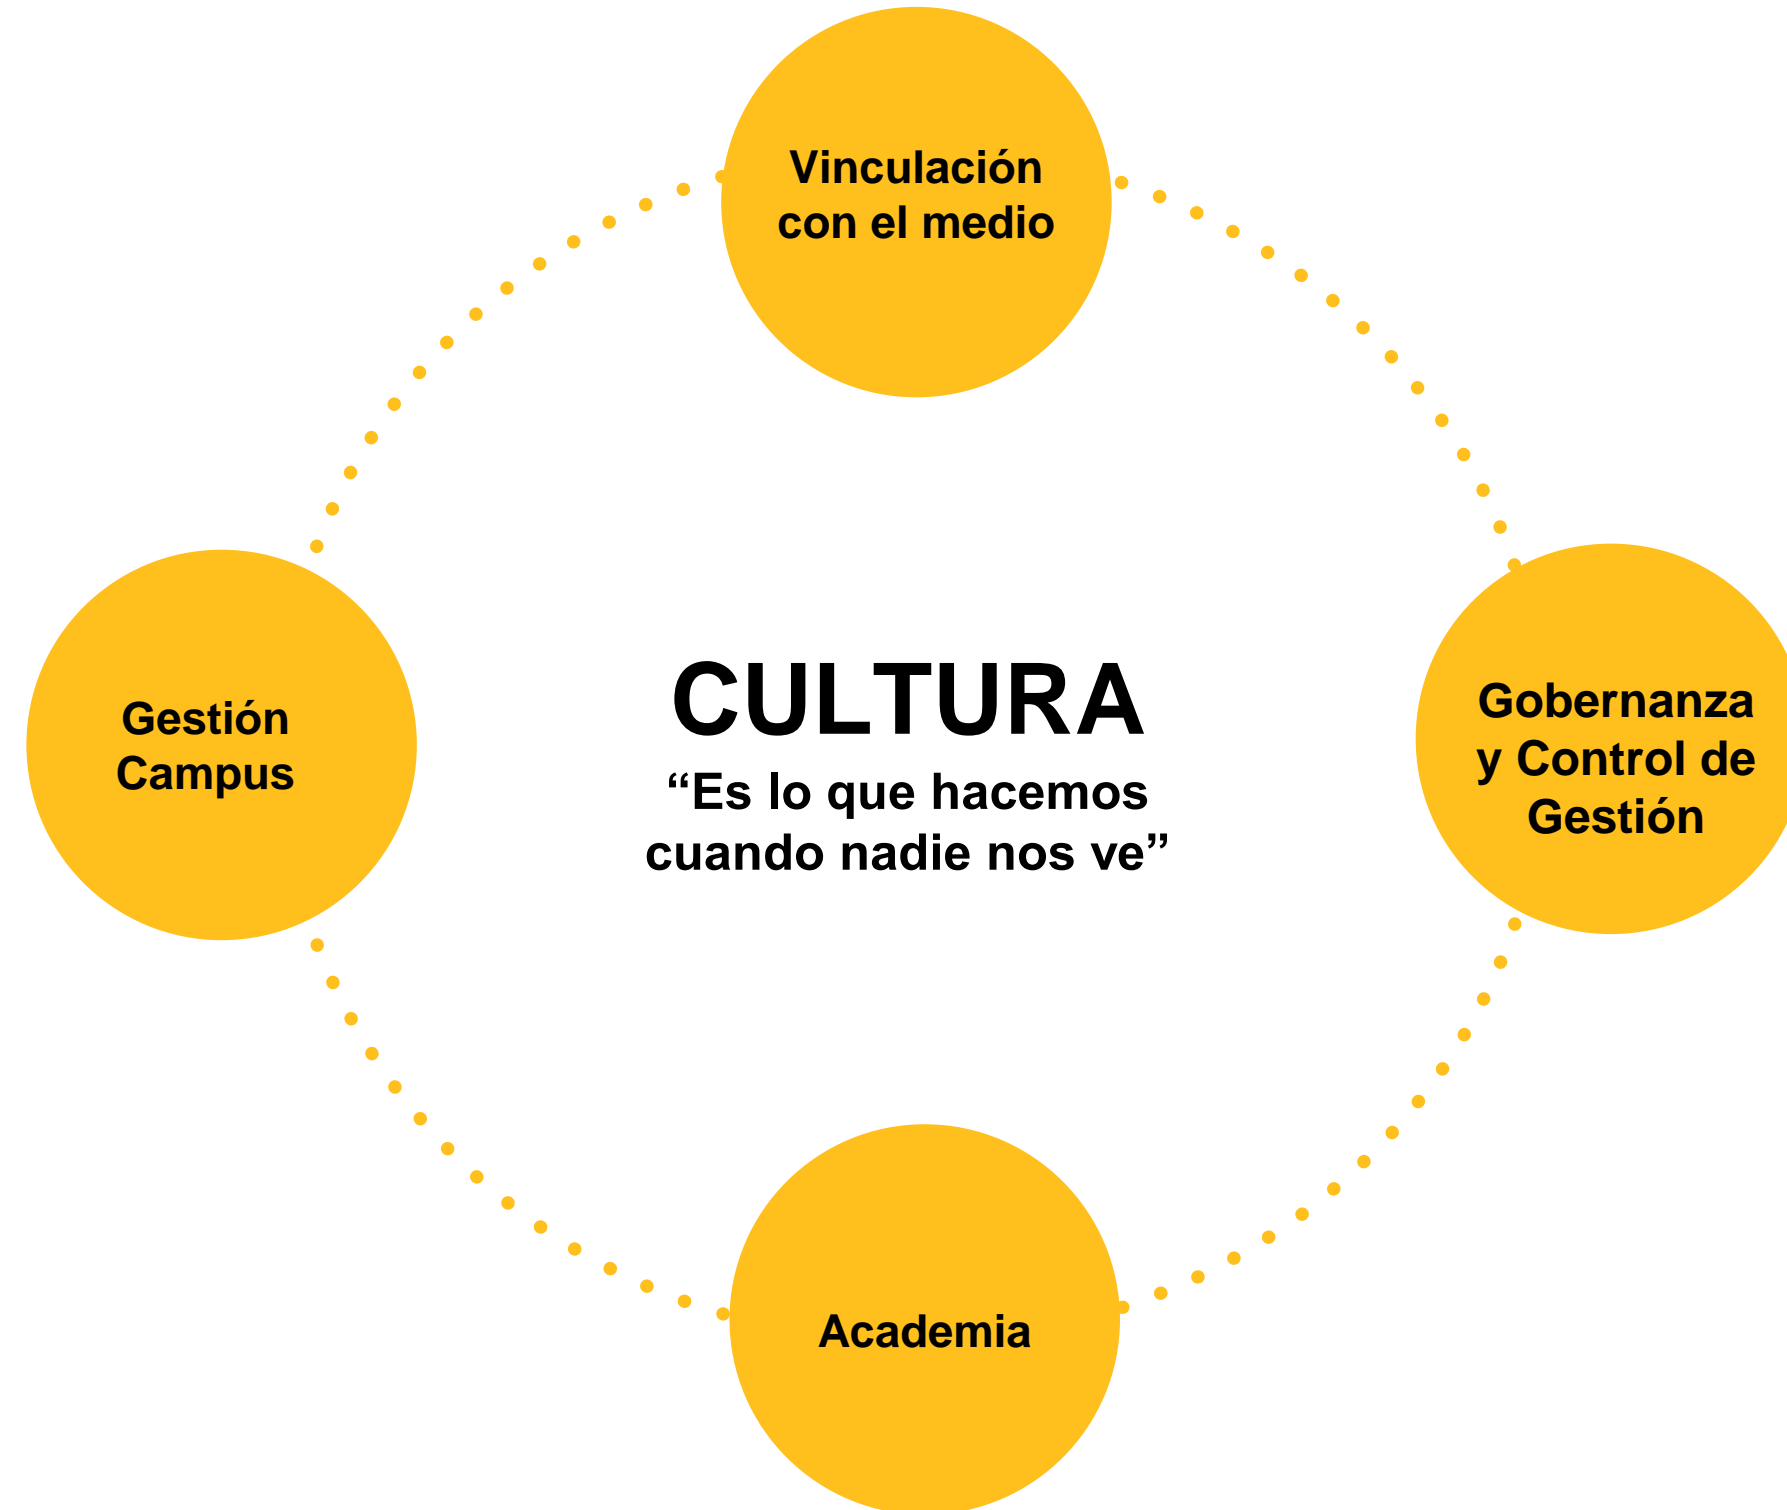 Vinculación
con el medio
Gestión
Campus
CULTURA
“Es lo que hacemos
cuando nadie nos ve”
Gobernanza
y Control de
Gestión
Academia